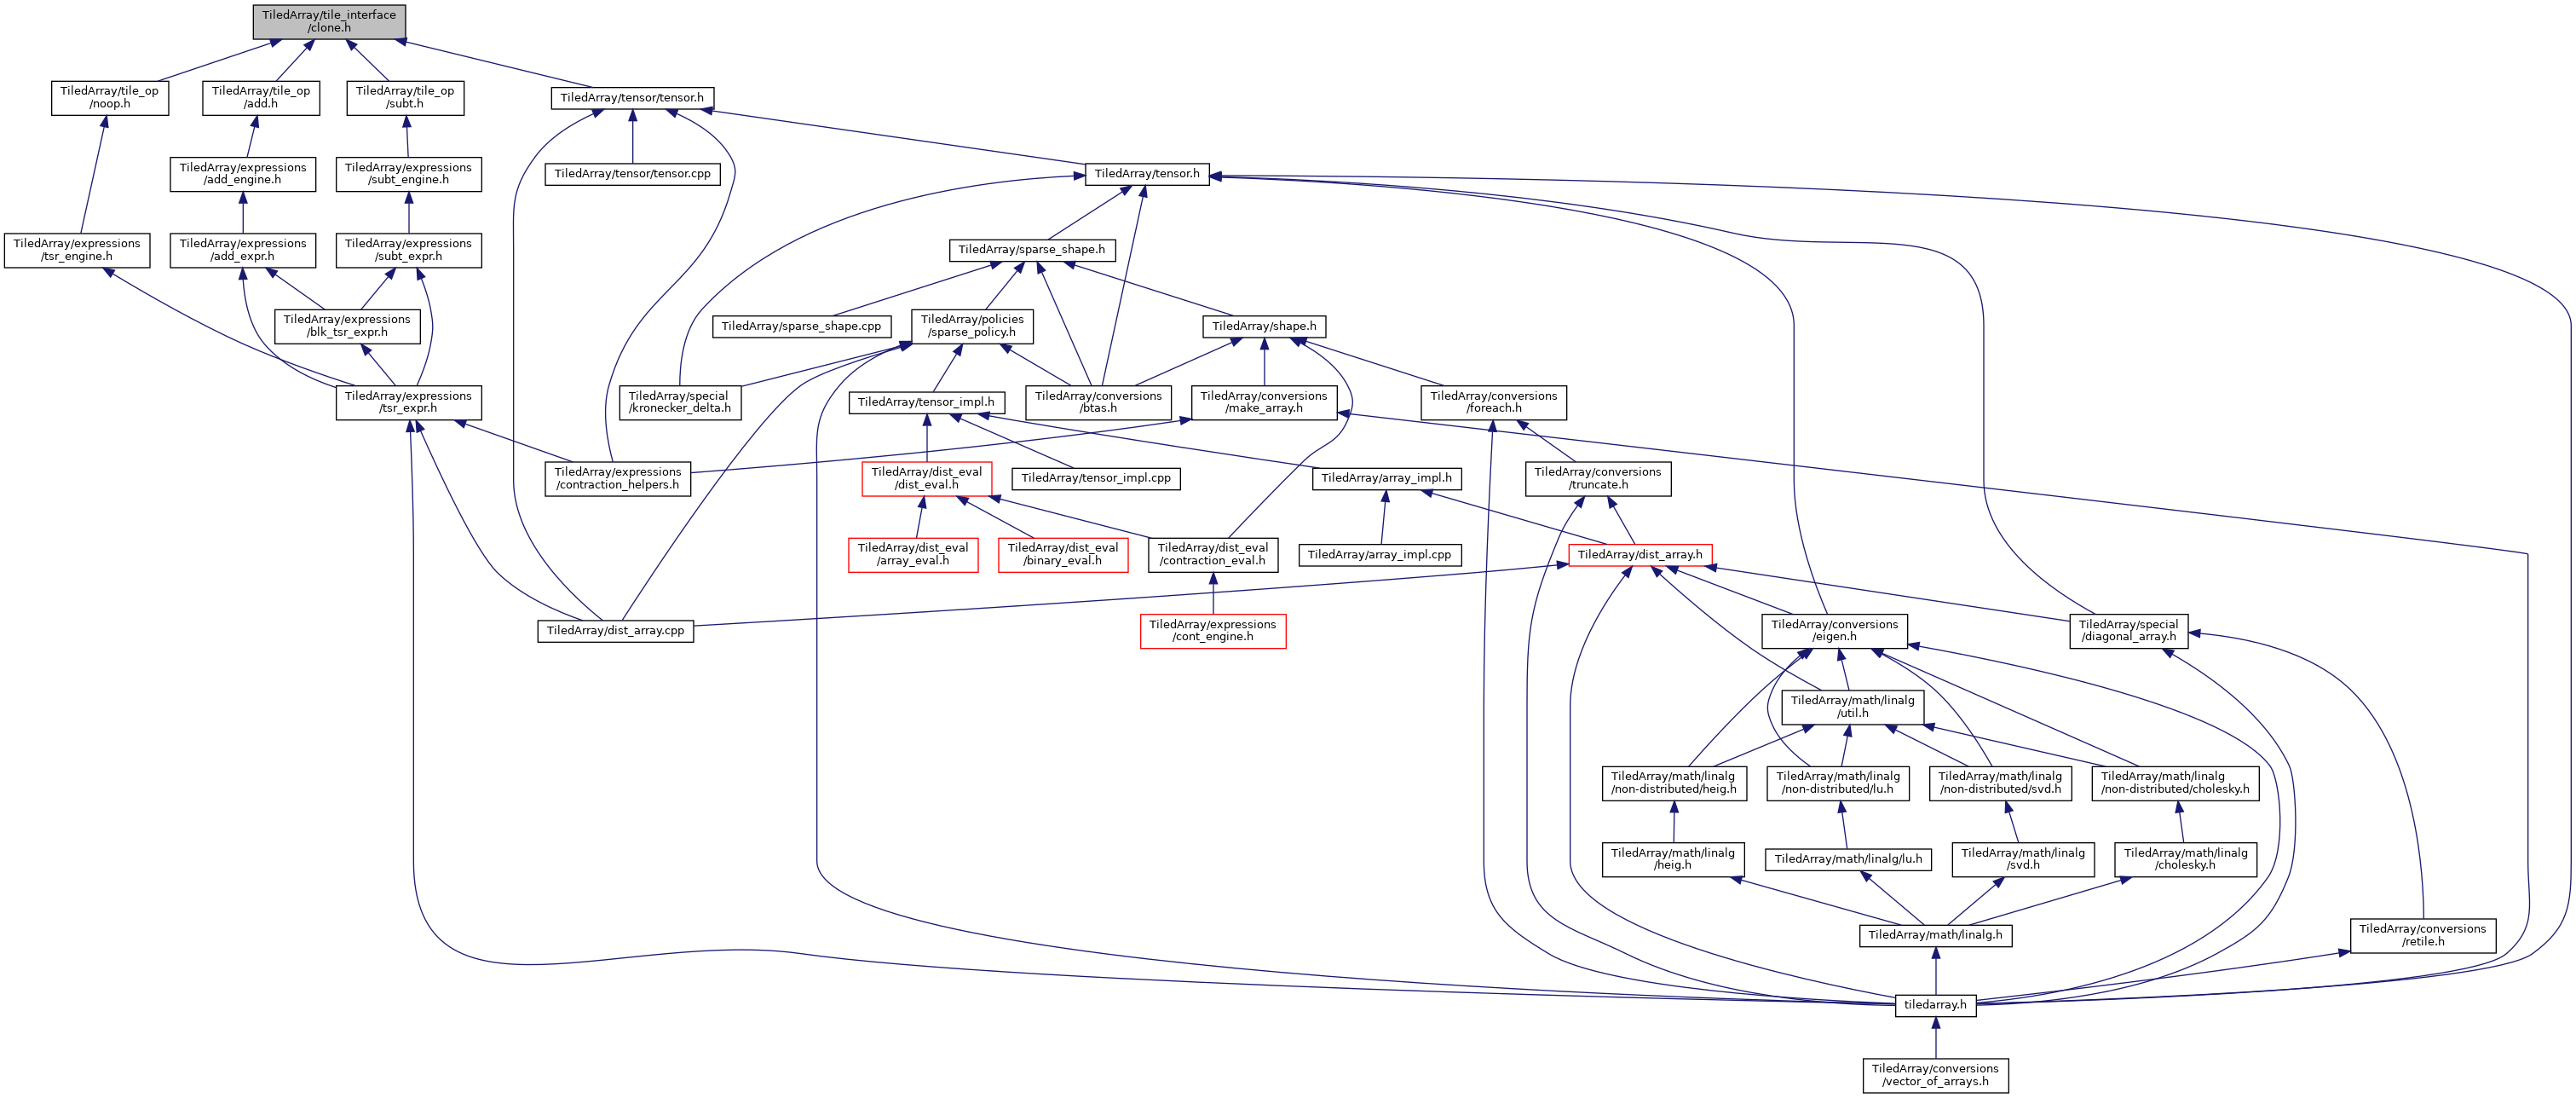 TiledArray/tile_interface
/clone.h
TiledArray/tile_op
/noop.h
TiledArray/tile_op
/add.h
TiledArray/tile_op
/subt.h
TiledArray/tensor/tensor.h
TiledArray/expressions
/add_engine.h
TiledArray/expressions
/subt_engine.h
TiledArray/tensor/tensor.cpp
TiledArray/tensor.h
TiledArray/expressions
/tsr_engine.h
TiledArray/expressions
/add_expr.h
TiledArray/expressions
/subt_expr.h
TiledArray/sparse_shape.h
TiledArray/expressions
/blk_tsr_expr.h
TiledArray/sparse_shape.cpp
TiledArray/policies
/sparse_policy.h
TiledArray/shape.h
TiledArray/expressions
/tsr_expr.h
TiledArray/special
/kronecker_delta.h
TiledArray/tensor_impl.h
TiledArray/conversions
/btas.h
TiledArray/conversions
/make_array.h
TiledArray/conversions
/foreach.h
TiledArray/expressions
/contraction_helpers.h
TiledArray/dist_eval
/dist_eval.h
TiledArray/tensor_impl.cpp
TiledArray/array_impl.h
TiledArray/conversions
/truncate.h
TiledArray/dist_eval
/array_eval.h
TiledArray/dist_eval
/binary_eval.h
TiledArray/dist_eval
/contraction_eval.h
TiledArray/array_impl.cpp
TiledArray/dist_array.h
TiledArray/dist_array.cpp
TiledArray/expressions
/cont_engine.h
TiledArray/conversions
/eigen.h
TiledArray/special
/diagonal_array.h
TiledArray/math/linalg
/util.h
TiledArray/math/linalg
/non-distributed/heig.h
TiledArray/math/linalg
/non-distributed/lu.h
TiledArray/math/linalg
/non-distributed/svd.h
TiledArray/math/linalg
/non-distributed/cholesky.h
TiledArray/math/linalg
/heig.h
TiledArray/math/linalg/lu.h
TiledArray/math/linalg
/svd.h
TiledArray/math/linalg
/cholesky.h
TiledArray/math/linalg.h
TiledArray/conversions
/retile.h
tiledarray.h
TiledArray/conversions
/vector_of_arrays.h